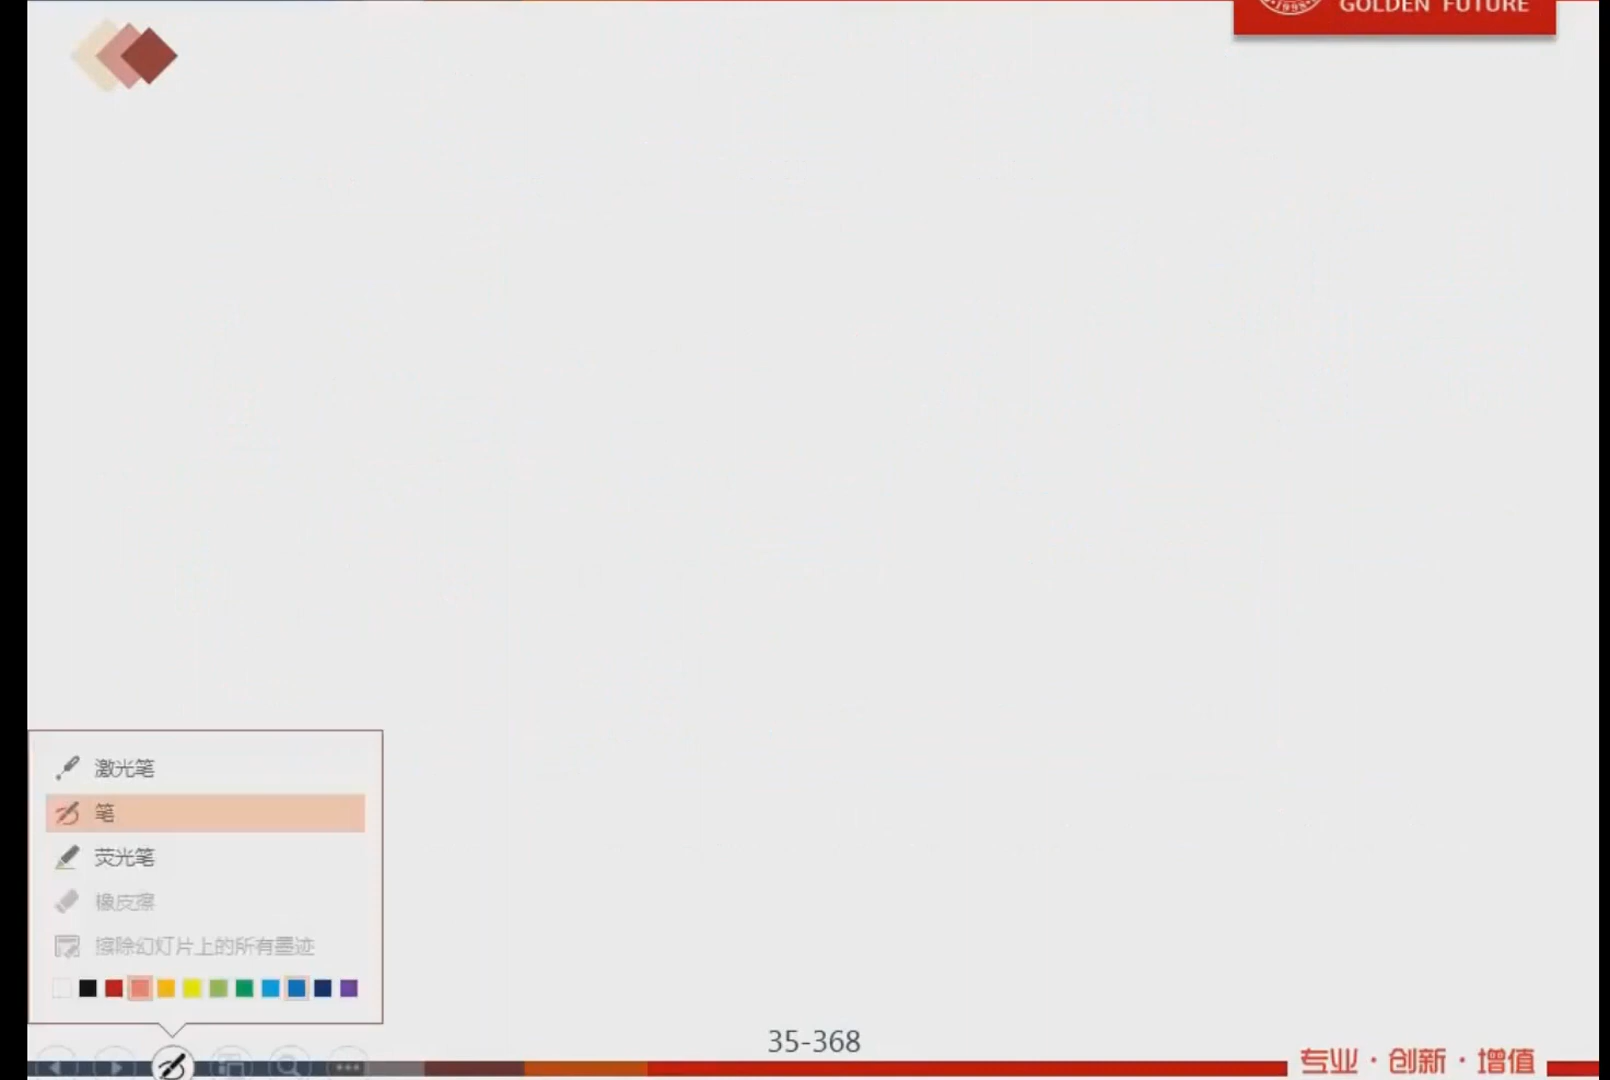 1998
GOLDEN FUTURE
激光笔
笔
荧光笔
橡皮擦
擦除幻灯片上的所有墨迹
35-368
专业·创新·增值